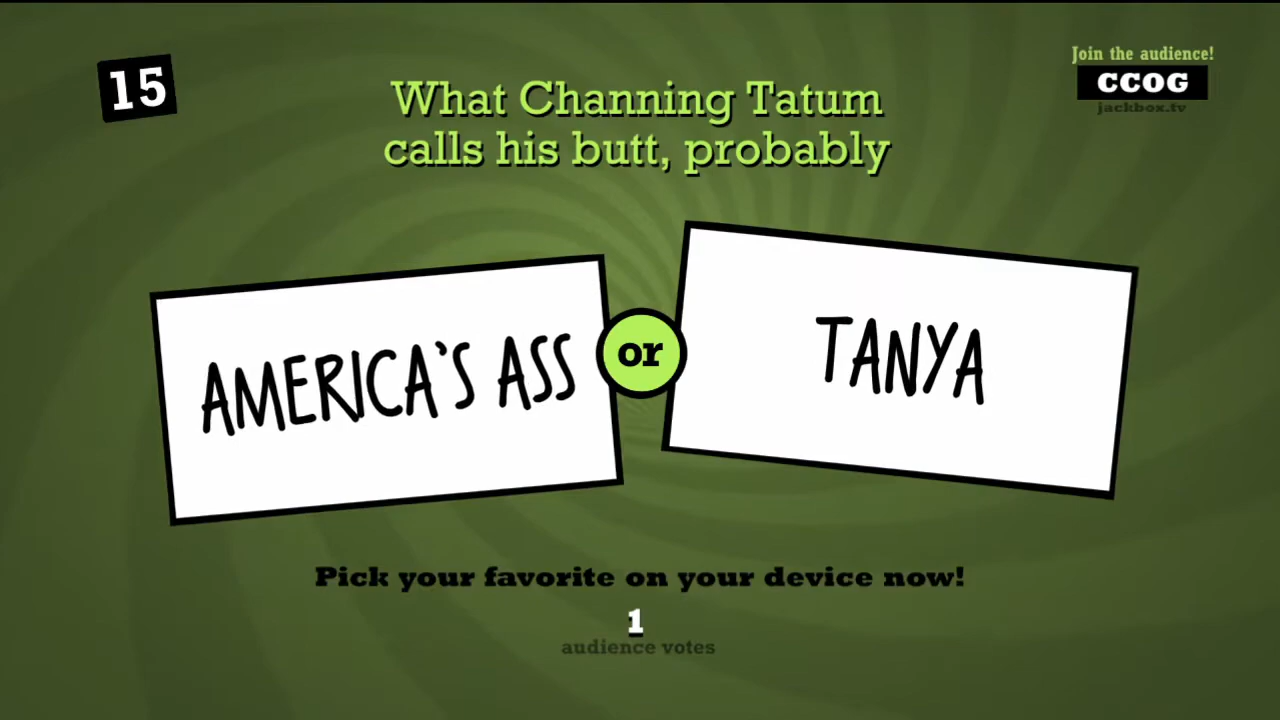 15
Join the audience!
CCOG
jackbox.tv
What Channing Tatum
calls his butt, probably
AMERICA'S ASS
or
TANYA
Pick your favorite on your device now!
1
audience votes